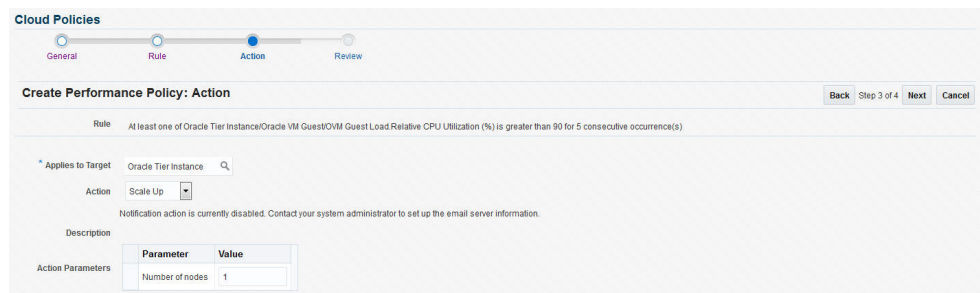 Cloud Policies
General Rule Action Review
Create Performance Policy: Action
Back Step 3 of 4 Next Cancel
Rule At least one of Oracle Tier Instance/Oracle VM Guest/OVM Guest Load.Relative CPU Utilization (%) is greater than 90 for 5 consecutive occurrence(s)
* Applies to Target Oracle Tier Instance
Action Scale Up
Notification action is currently disabled. Contact your system administrator to set up the email server information.
Description
Action Parameters
Parameter Value
Number of nodes 1